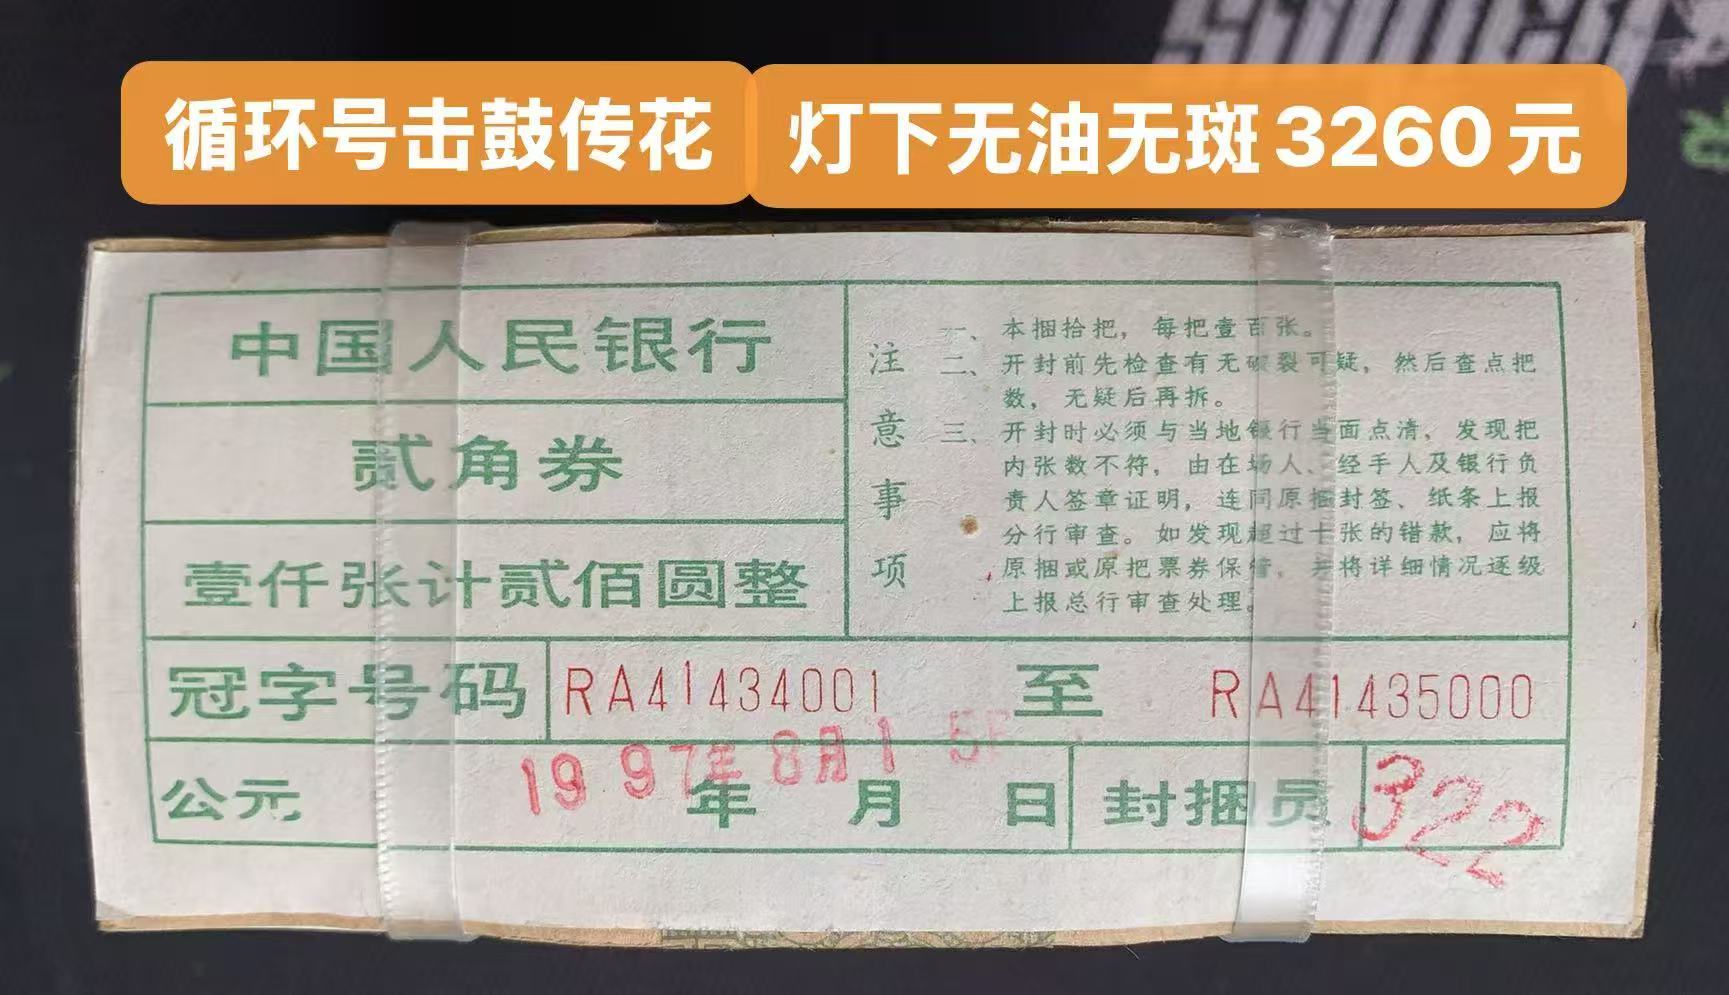 循环号击鼓传花
灯下无油无斑3260元
中国人民银行
贰角券
壹仟张计贰佰圆整
注意事项
一、本捆拾把，每把壹百张。
二、开封前先检查有无破裂可疑，然后查点把
数，无疑后再拆。
三、开封时必须与当地银行当面点清，发现把
内张数不符，由在场人、经手人及银行负
责人签章证明，连同原捆封签、纸条上报
分行审查。如发现超过十张的错款，应将
原捆或原把票券保管，并将详细情况逐级
上报总行审查处理。
冠字号码 RA41434001 至 RA41435000
公元 年 月 日 封捆员 322
1997年8月15日